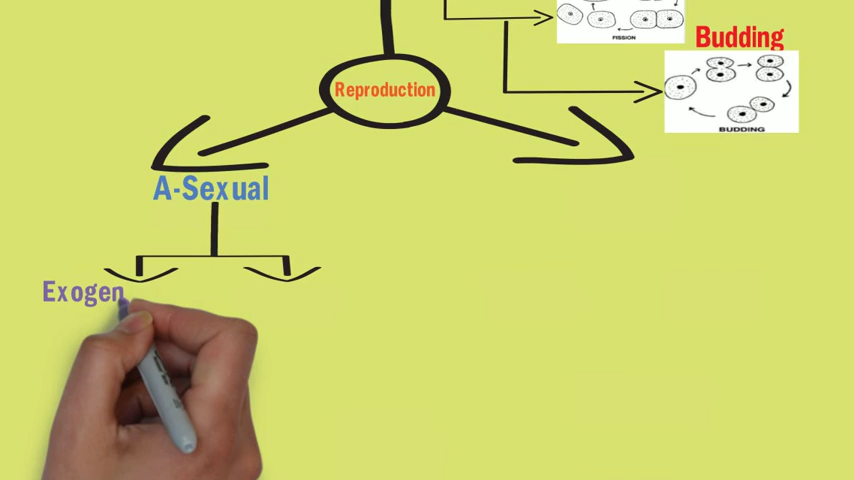 FISSION
Budding
BUDDING
Reproduction
A-Sexual
Exogen